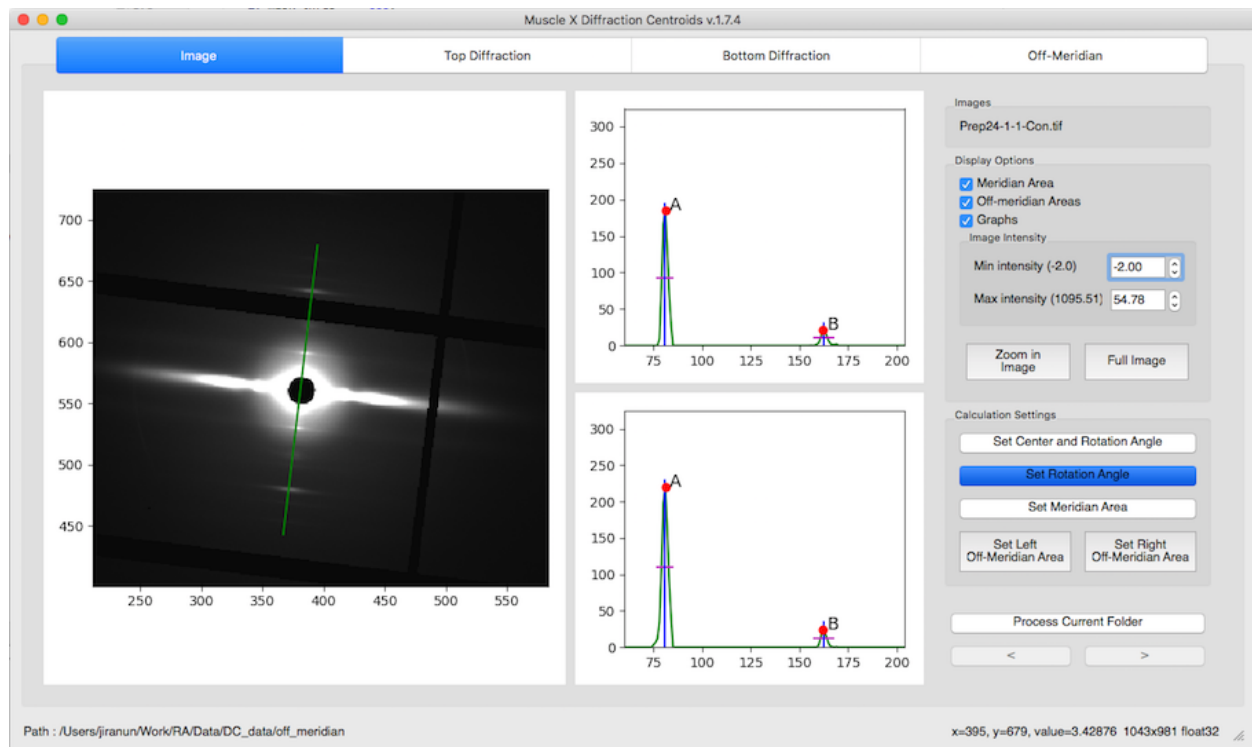 Muscle X Diffraction Centroids v.1.7.4
Image
Top Diffraction
Bottom Diffraction
Off-Meridian
700
650
600
550
500
450
250 300 350 400 450 500 550
300
250
200
150
100
50
0
A
B
75 100 125 150 175 200
300
250
200
150
100
50
0
A
B
75 100 125 150 175 200
Images
Prep24-1-1-Con.tif
Display Options
Meridian Area
Off-meridian Areas
Graphs
Image Intensity
Min intensity (-2.0) -2.00
Max intensity (1095.51) 54.78
Zoom in
Image
Full Image
Calculation Settings
Set Center and Rotation Angle
Set Rotation Angle
Set Meridian Area
Set Left
Off-Meridian Area
Set Right
Off-Meridian Area
Process Current Folder
< >
Path : /Users/jiranun/Work/RA/Data/DC_data/off_meridian
x=395, y=679, value=3.42876 1043x981 float32